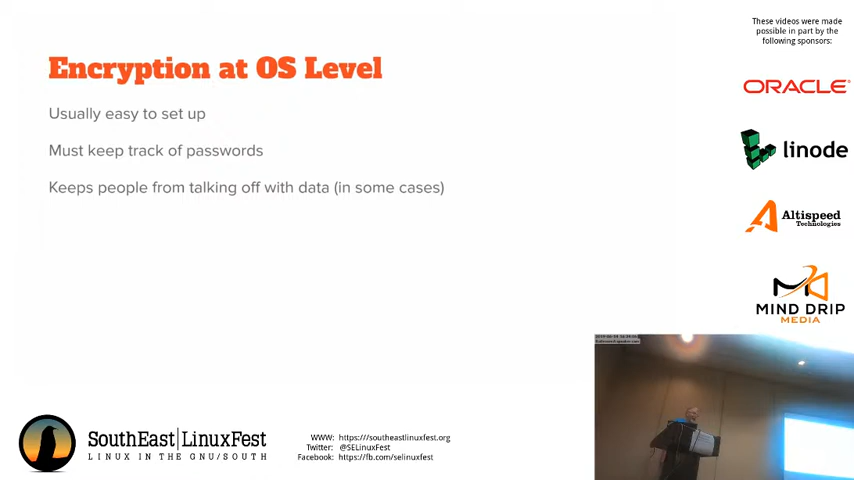 These videos were made
possible in part by the
following sponsors:
Encryption at OS Level
Usually easy to set up
Must keep track of passwords
Keeps people from talking off with data (in some cases)
ORACLE
linode
Altispeed
Technologies
MIND DRIP
MEDIA
SouthEast|LinuxFest
LINUX IN THE GNU/SOUTH
WWW: https:///southeastlinuxfest.org
Twitter: @SELinuxFest
Facebook: https://fb.com/selinuxfest